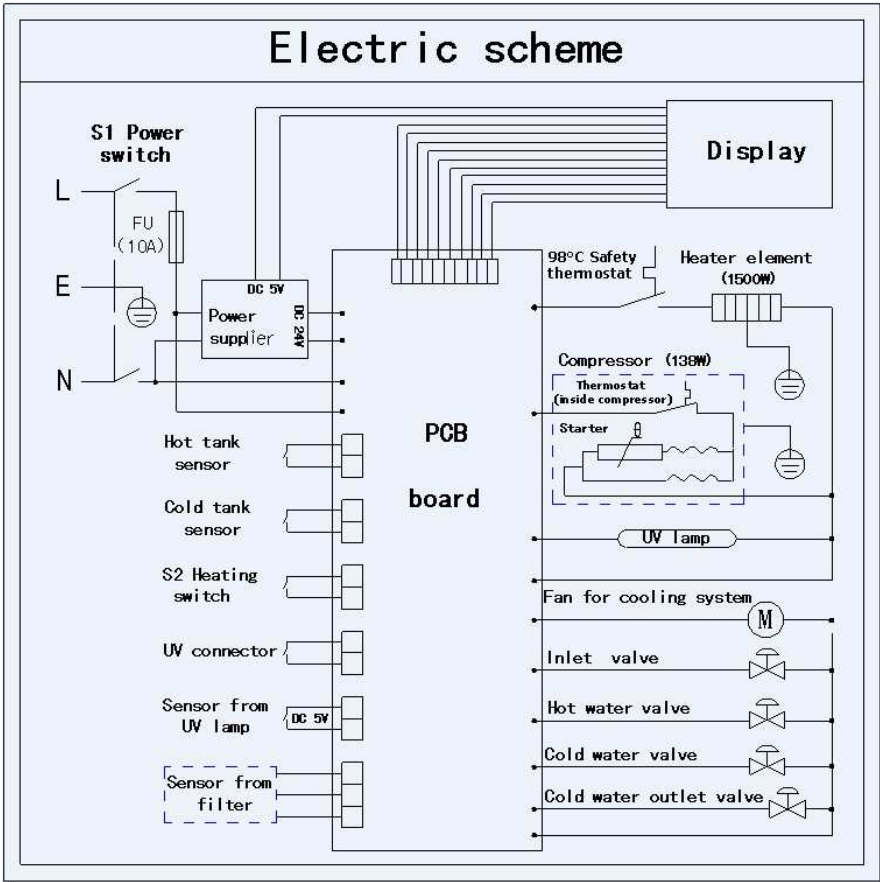 Electric scheme
S1 Power
switch
L
FU
(10A)
E
N
DC 5V
Power
supplier
DC 24V
Display
98°C Safety
thermostat
Heater element
(1500W)
Compressor (138W)
Thermostat
(inside compressor)
Starter
θ
PCB
board
Hot tank
sensor
Cold tank
sensor
S2 Heating
switch
UV connector
Sensor from
UV lamp
DC 5V
Sensor from
filter
UV lamp
Fan for cooling system
M
Inlet valve
Hot water valve
Cold water valve
Cold water outlet valve